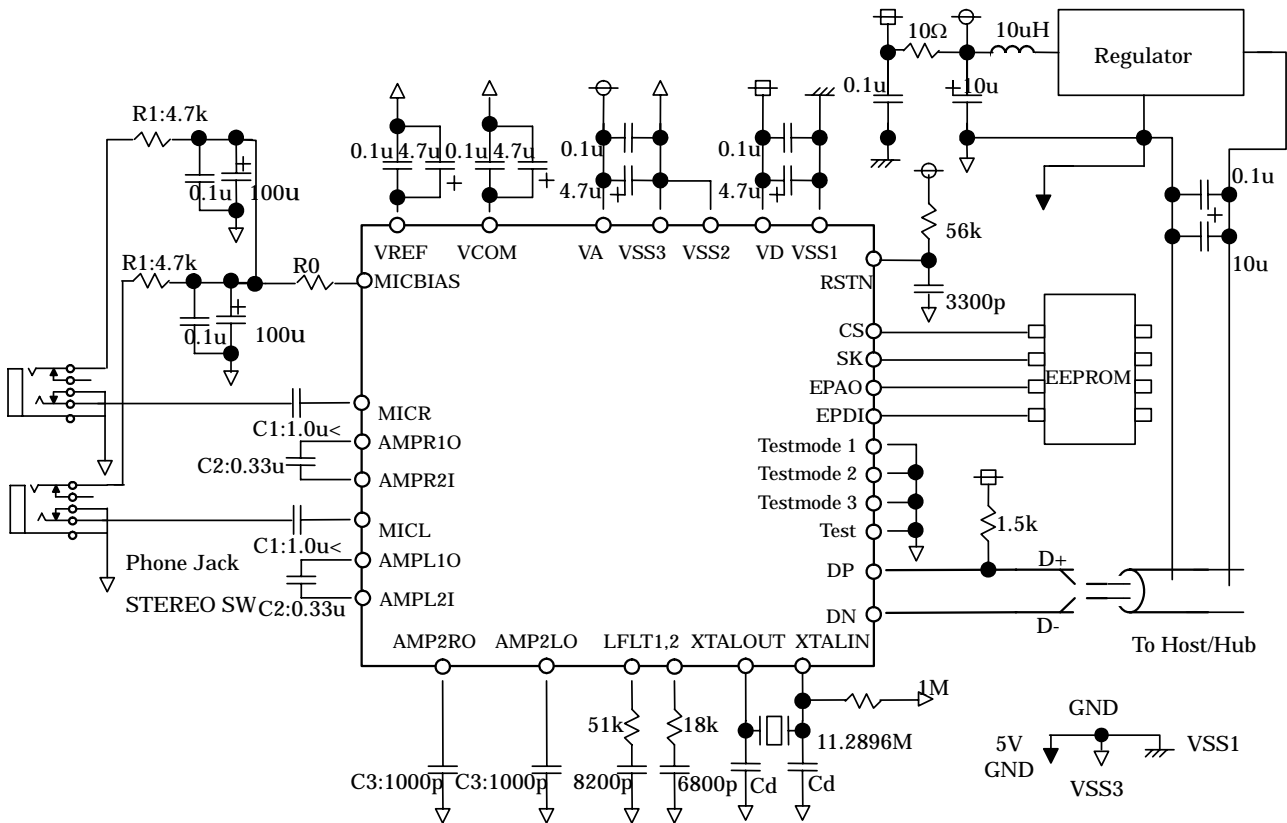 10Ω
10uH
Regulator
0.1u
+
10u
R1:4.7k
0.1u
+
100u
0.1u
4.7u
+
0.1u
4.7u
+
0.1u
4.7u
+
0.1u
4.7u
+
0.1u
+
10u
56k
3300p
R1:4.7k
R0
0.1u
+
100u
VREF
VCOM
VA
VSS3
VSS2
VD
VSS1
RSTN
MICBIAS
CS
SK
EPAO
EPDI
EEPROM
MICR
C1:1.0u<
AMPR1O
C2:0.33u
AMPR2I
MICL
C1:1.0u<
AMPL1O
C2:0.33u
AMPL2I
Phone Jack
STEREO SW
Testmode 1
Testmode 2
Testmode 3
Test
1.5k
DP
D+
DN
D-
To Host/Hub
AMP2RO
AMP2LO
LFLT1,2
XTALOUT
XTALIN
1M
51k
18k
11.2896M
C3:1000p
C3:1000p
8200p
6800p
Cd
Cd
GND
5V
GND
VSS3
VSS1